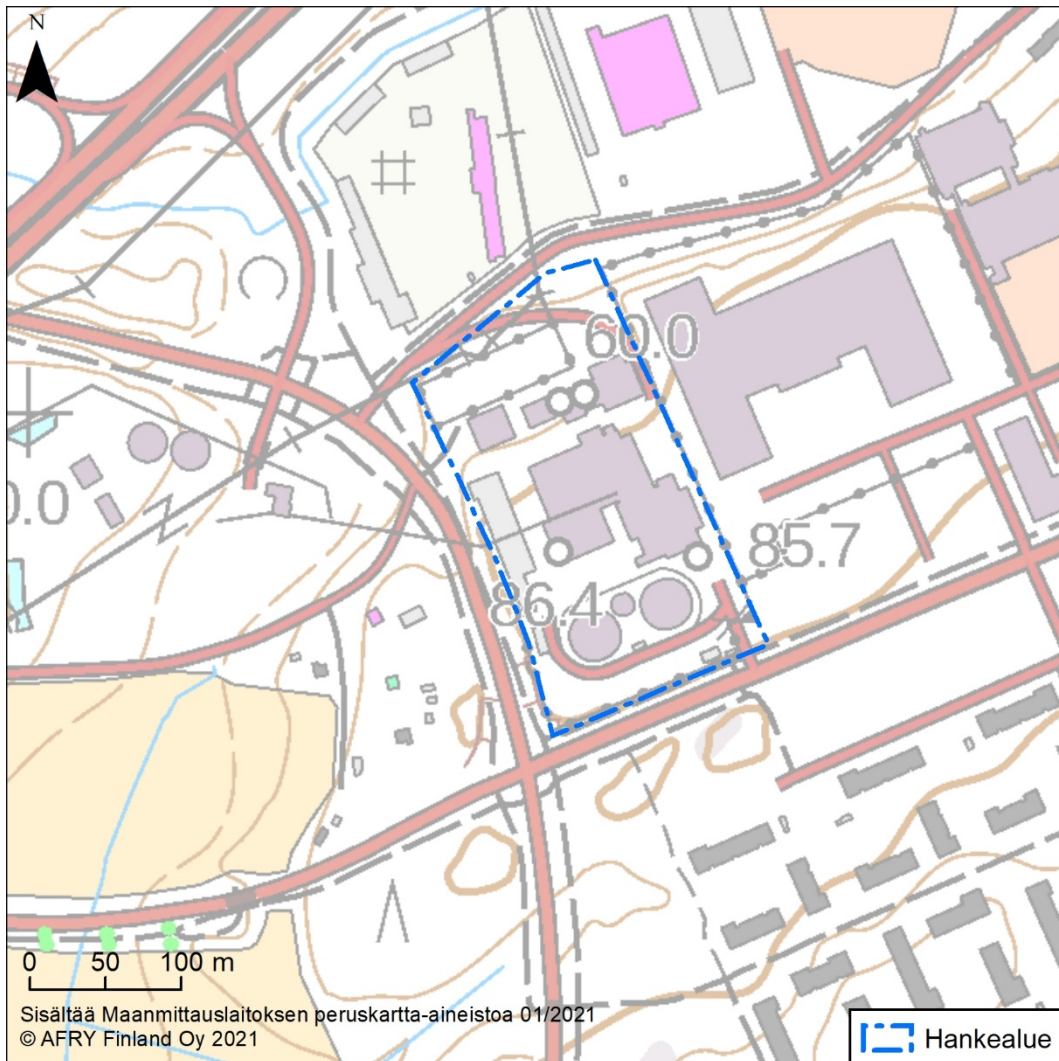 N
60.0
0.0
85.7
86.4
0 50 100 m
Sisältää Maanmittauslaitoksen peruskartta-aineistoa 01/2021
© AFRY Finland Oy 2021
Hankealue